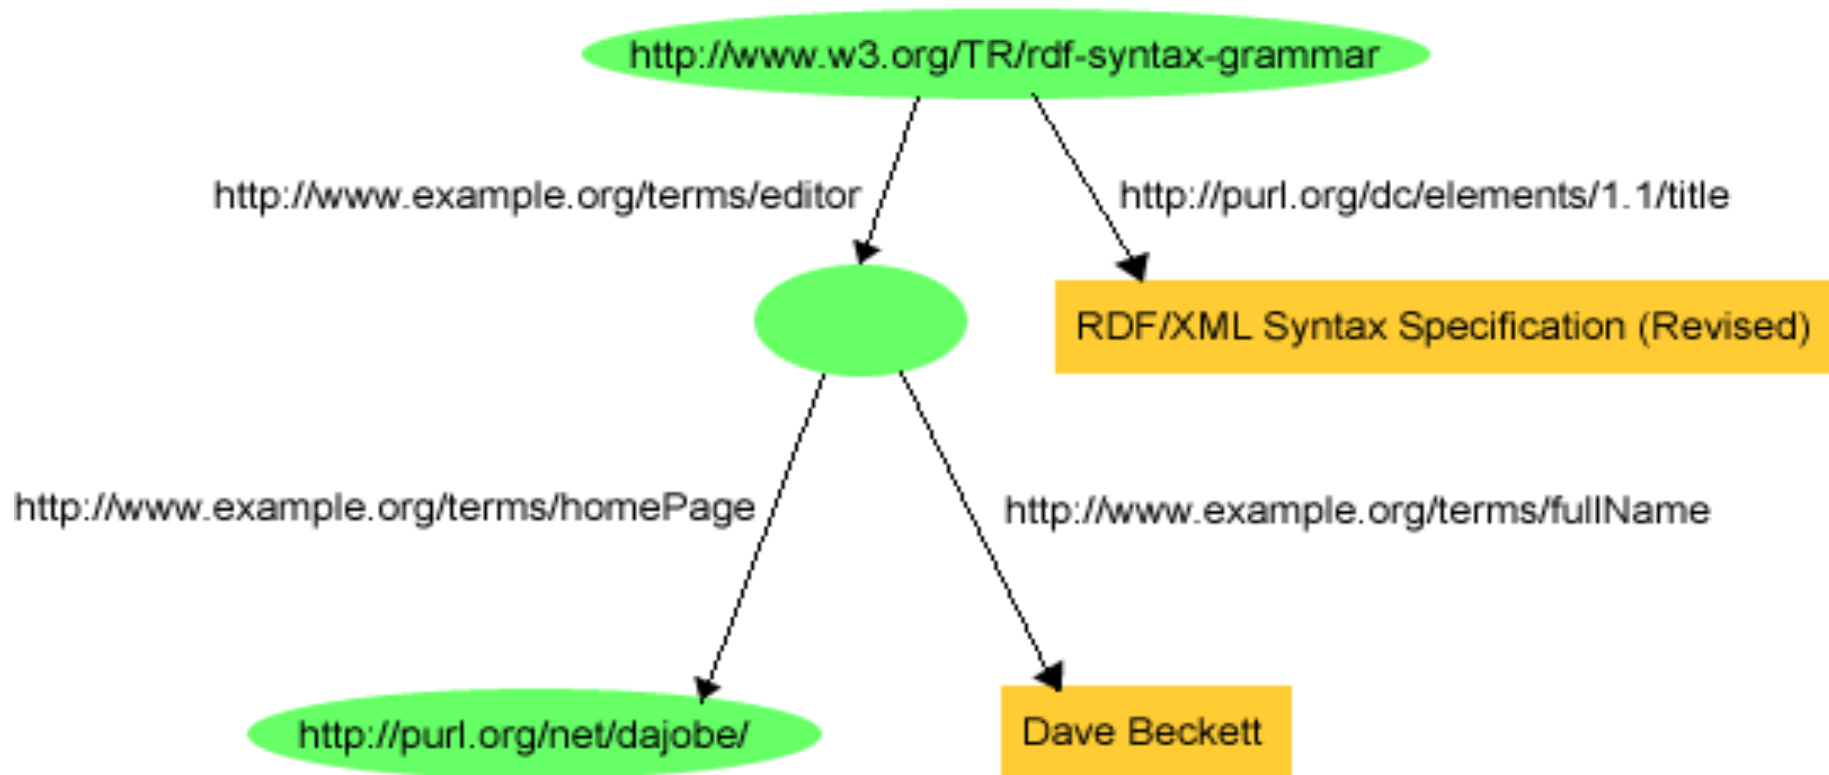 http://www.w3.org/TR/rdf-syntax-grammar
http://www.example.org/terms/editor
http://purl.org/dc/elements/1.1/title
RDF/XML Syntax Specification (Revised)
http://www.example.org/terms/homePage
http://www.example.org/terms/fullName
http://purl.org/net/dajobe/
Dave Beckett